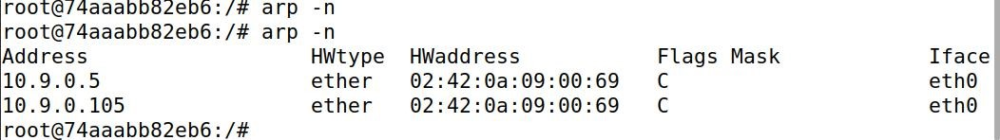 root@74aaabb82eb6:/# arp -n
root@74aaabb82eb6:/# arp -n
Address                  HWtype  HWaddress           Flags Mask            Iface
10.9.0.5                 ether   02:42:0a:09:00:69   C                     eth0
10.9.0.105               ether   02:42:0a:09:00:69   C                     eth0
root@74aaabb82eb6:/#